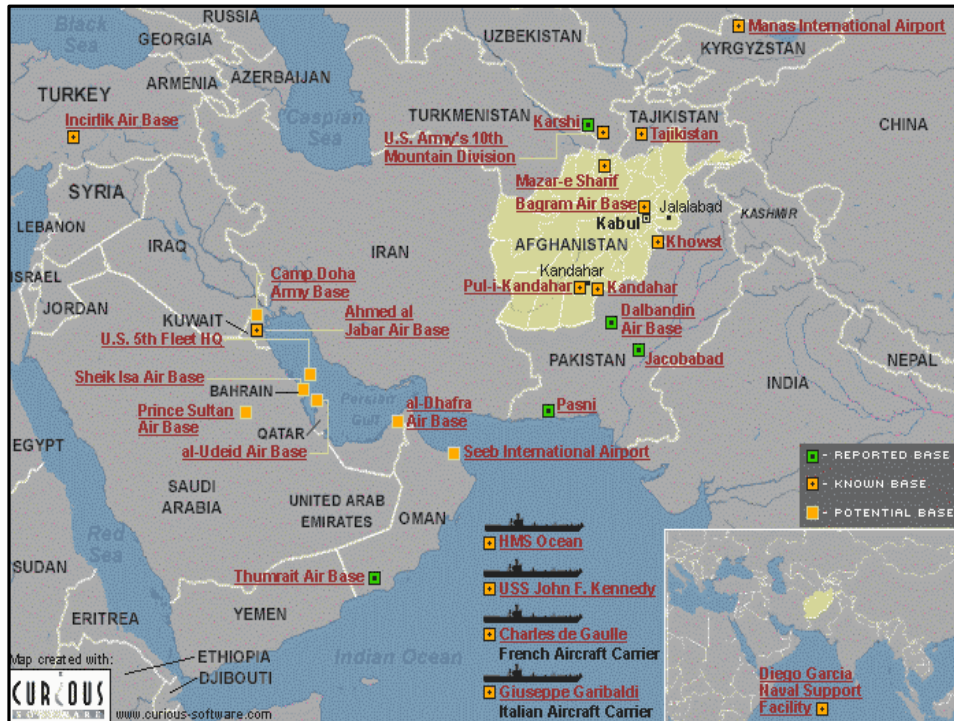 Black
Sea
RUSSIA
GEORGIA
ARMENIA
AZERBAIJAN
TURKEY
Incirlik Air Base
Caspian
Sea
UZBEKISTAN
Manas International Airport
KYRGYZSTAN
TURKMENISTAN
Karshi
TAJIKISTAN
Tajikistan
CHINA
U.S. Army's 10th
Mountain Division
Mazar-e Sharif
Bagram Air Base
Jalalabad
Kabul
KASHMIR
SYRIA
LEBANON
IRAQ
IRAN
AFGHANISTAN
Khowst
ISRAEL
JORDAN
Camp Doha
Army Base
Kandahar
Pul-i-Kandahar
Kandahar
KUWAIT
Ahmed al
Jabar Air Base
U.S. 5th Fleet HQ
Dalbandin
Air Base
PAKISTAN
Jacobabad
NEPAL
INDIA
Sheik Isa Air Base
BAHRAIN
Persian
Gulf
al-Dhafra
Air Base
Pasni
Prince Sultan
Air Base
QATAR
al-Udeid Air Base
Seeb International Airport
EGYPT
SAUDI
ARABIA
UNITED ARAB
EMIRATES
OMAN
- REPORTED BASE
- KNOWN BASE
- POTENTIAL BASE
Red
Sea
SUDAN
Thumrait Air Base
YEMEN
ERITREA
ETHIOPIA
DJIBOUTI
Indian Ocean
HMS Ocean
USS John F. Kennedy
Charles de Gaulle
French Aircraft Carrier
Giuseppe Garibaldi
Italian Aircraft Carrier
Diego Garcia
Naval Support
Facility
Map created with:
CURIOUS
SOFTWARE
www.curious-software.com